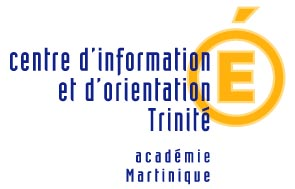 centre d'information
et d'orientation
Trinité
É
académie
Martinique